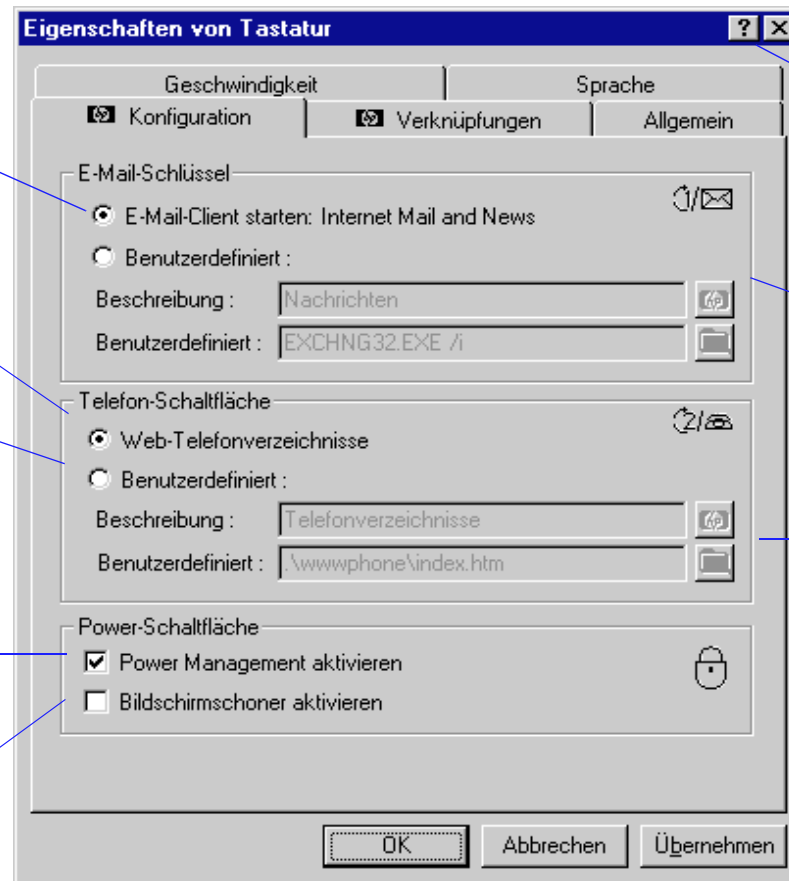 Eigenschaften von Tastatur
Geschwindigkeit
Sprache
Konfiguration
Verknüpfungen
Allgemein
E-Mail-Schlüssel
1/
E-Mail-Client starten: Internet Mail and News
Benutzerdefiniert :
Beschreibung :
Nachrichten
Benutzerdefiniert :
EXCHNG32.EXE /i
Telefon-Schaltfläche
2/
Web-Telefonverzeichnisse
Benutzerdefiniert :
Beschreibung :
Telefonverzeichnisse
Benutzerdefiniert :
.\wwwphone\index.htm
Power-Schaltfläche
Power Management aktivieren
Bildschirmschoner aktivieren
OK
Abbrechen
Übernehmen